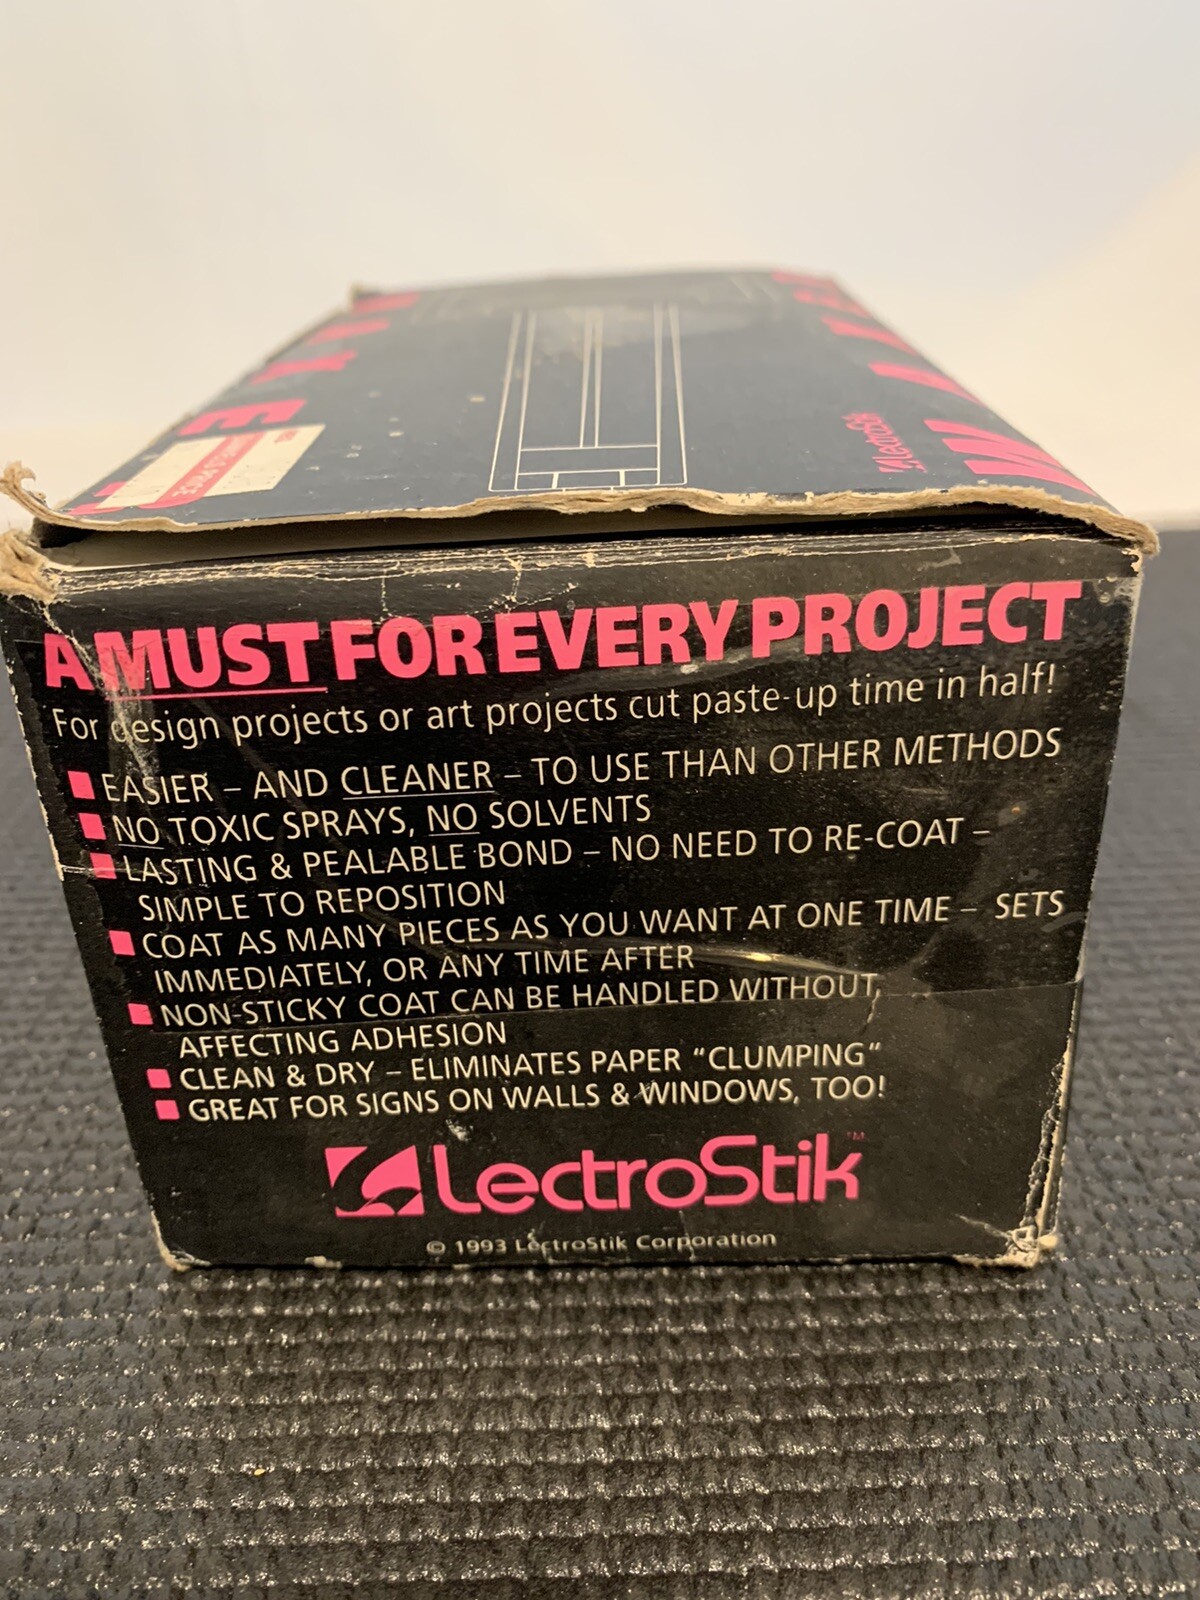 LectroStik
A MUST FOR EVERY PROJECT
For design projects or art projects cut paste-up time in half!
EASIER – AND CLEANER – TO USE THAN OTHER METHODS
NO TOXIC SPRAYS, NO SOLVENTS
LASTING & PEALABLE BOND – NO NEED TO RE-COAT –
SIMPLE TO REPOSITION
COAT AS MANY PIECES AS YOU WANT AT ONE TIME – SETS
IMMEDIATELY, OR ANY TIME AFTER
NON-STICKY COAT CAN BE HANDLED WITHOUT
AFFECTING ADHESION
CLEAN & DRY – ELIMINATES PAPER "CLUMPING"
GREAT FOR SIGNS ON WALLS & WINDOWS, TOO!
LectroStik™
© 1993 LectroStik Corporation